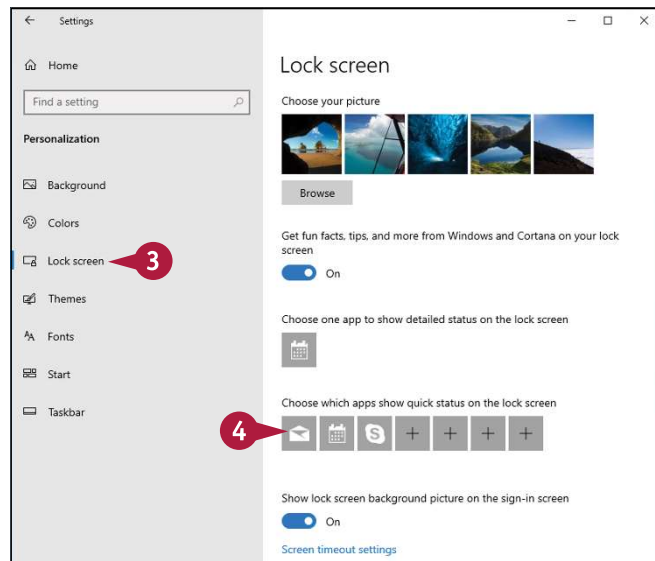 Settings
Home
Find a setting
Personalization
Background
Colors
Lock screen
3
Themes
Fonts
Start
Taskbar
Lock screen
Choose your picture
Browse
Get fun facts, tips, and more from Windows and Cortana on your lock
screen
On
Choose one app to show detailed status on the lock screen
Choose which apps show quick status on the lock screen
4
Show lock screen background picture on the sign-in screen
On
Screen timeout settings